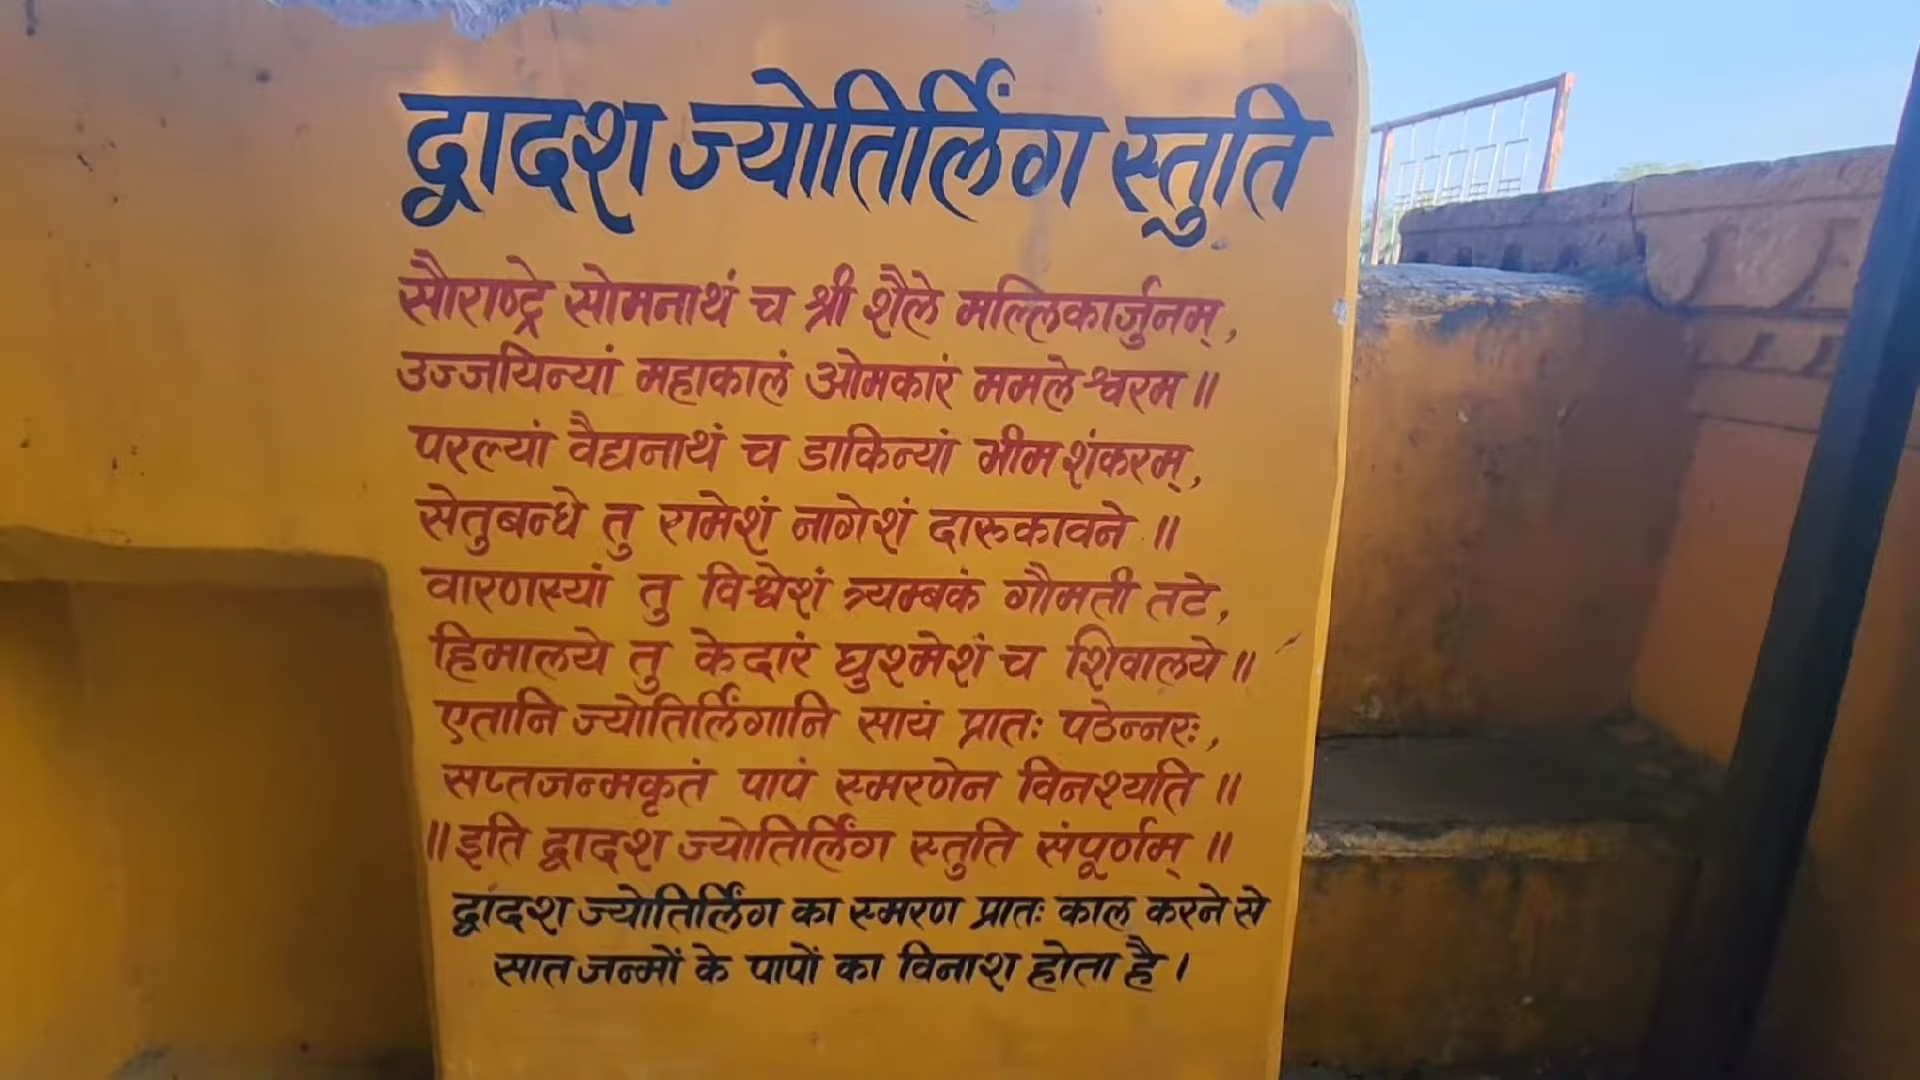 द्वादश ज्योतिर्लिंग स्तुति
सौराष्ट्रे सोमनाथं च श्री शैले मल्लिकार्जुनम्,
उज्जयिन्यां महाकालं ओमकारं ममलेश्वरम॥
परल्यां वैद्यनाथं च डाकिन्यां भीमशंकरम्,
सेतुबन्धे तु रामेशं नागेशं दारुकावने ॥
वारणस्यां तु विश्वेशं त्र्यम्बकं गौमती तटे,
हिमालये तु केदारं घुश्मेशं च शिवालये॥
एतानि ज्योतिर्लिंगानि सायं प्रातः पठेन्नरः,
सप्तजन्मकृतं पापं स्मरणेन विनश्यति ॥
॥इति द्वादश ज्योतिर्लिंग स्तुति संपूर्णम् ॥
द्वांदश ज्योतिर्लिंग का स्मरण प्रातः काल करने से
सात जन्मों के पापों का विनाश होता है।